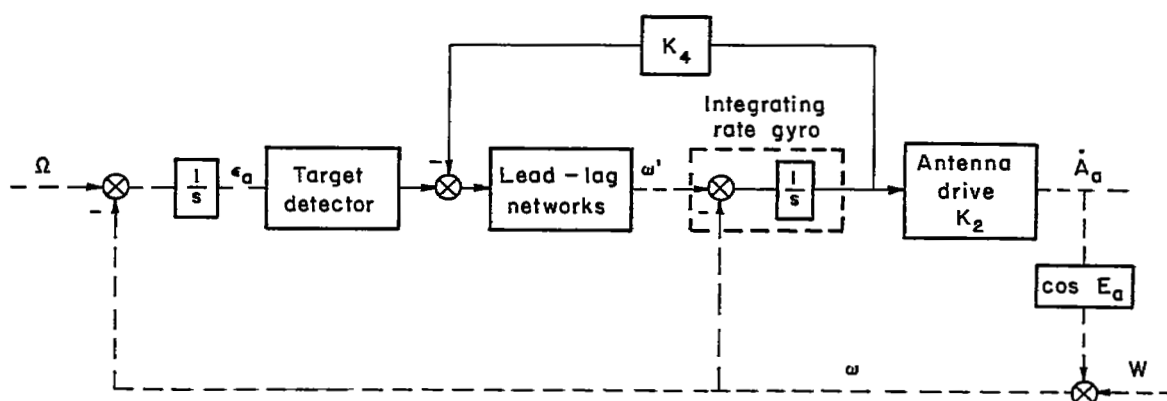 K4
Integrating
rate gyro
Ω
-
1/s
εa
Target
detector
-
Lead-lag
networks
ω'
-
1/s
Antenna
drive
K2
Ȧa
cos Ea
ω
W